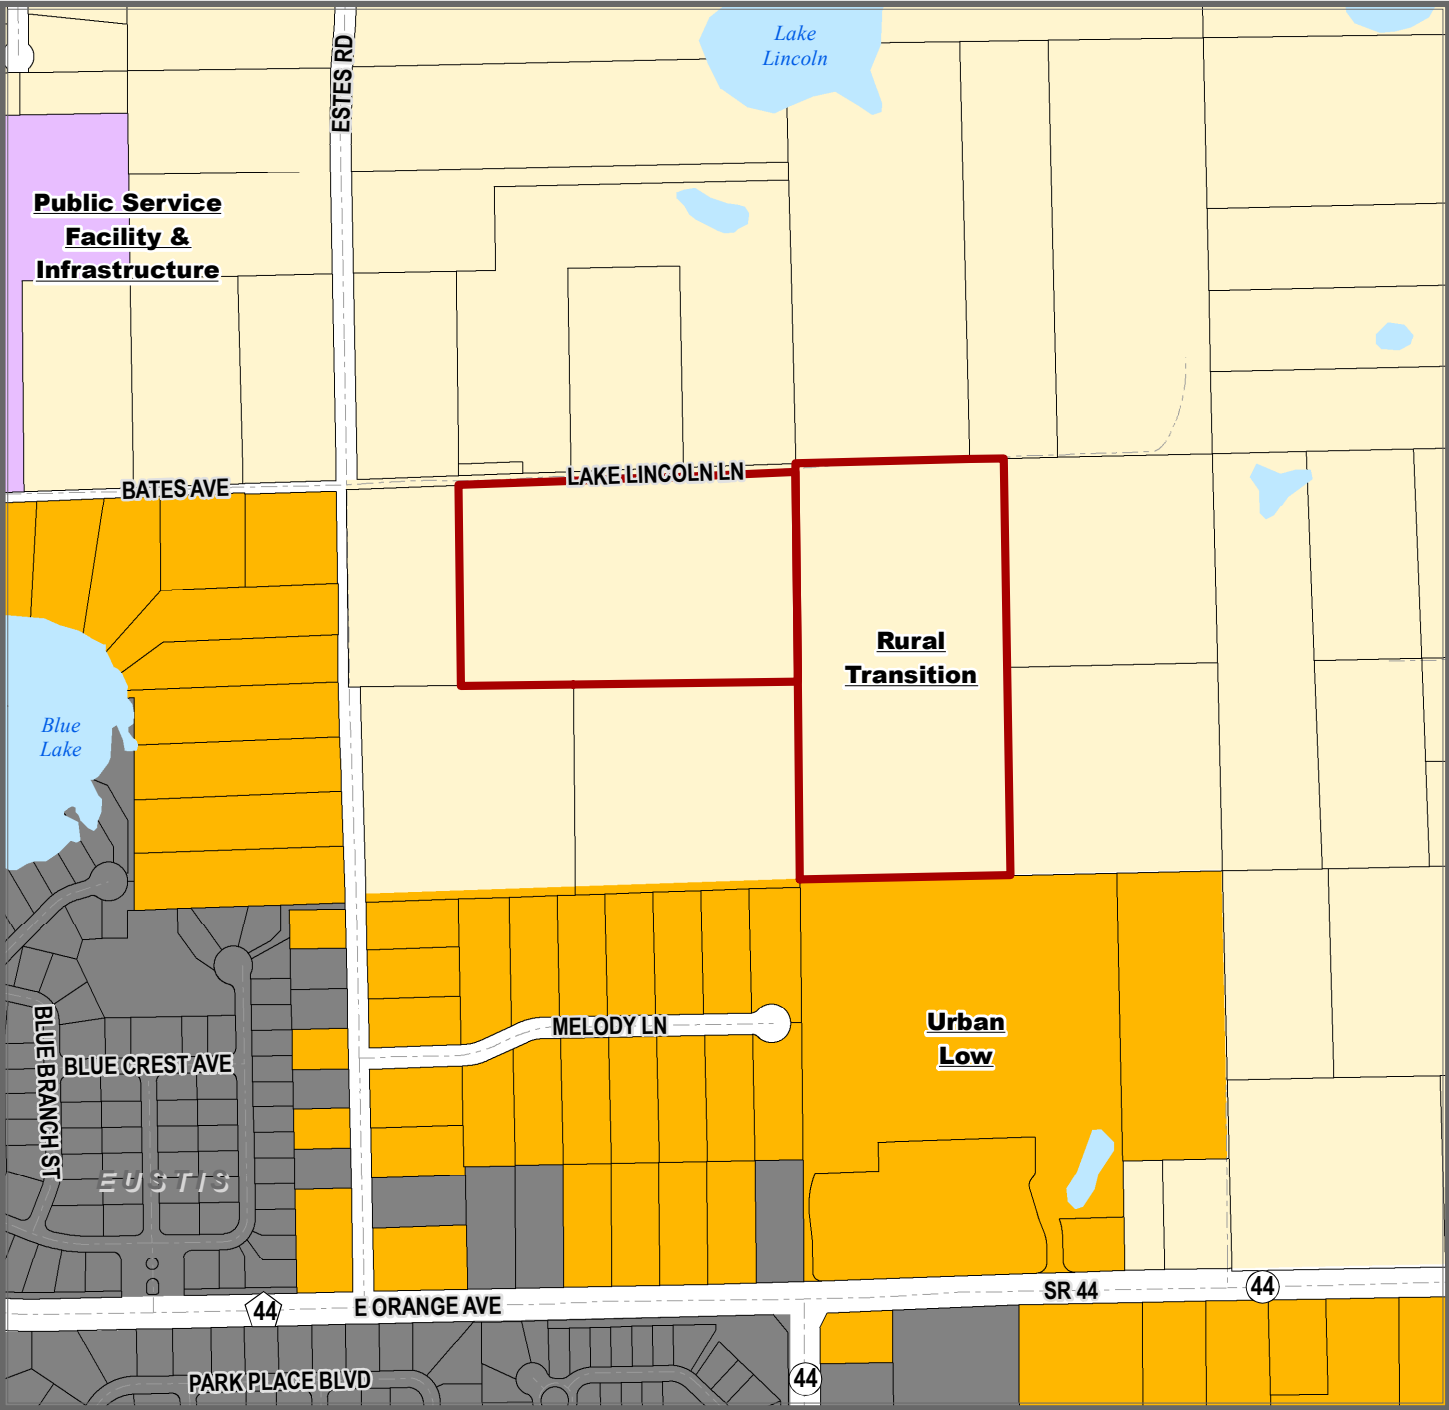 Lake
Lincoln
ESTES RD
Public Service
Facility &
Infrastructure
LAKE LINCOLN LN
BATES AVE
Rural
Transition
Blue
Lake
Urban
Low
MELODY LN
BLUE BRANCH ST
BLUE CREST AVE
EUSTIS
SR 44
44
44
E ORANGE AVE
PARK PLACE BLVD
44